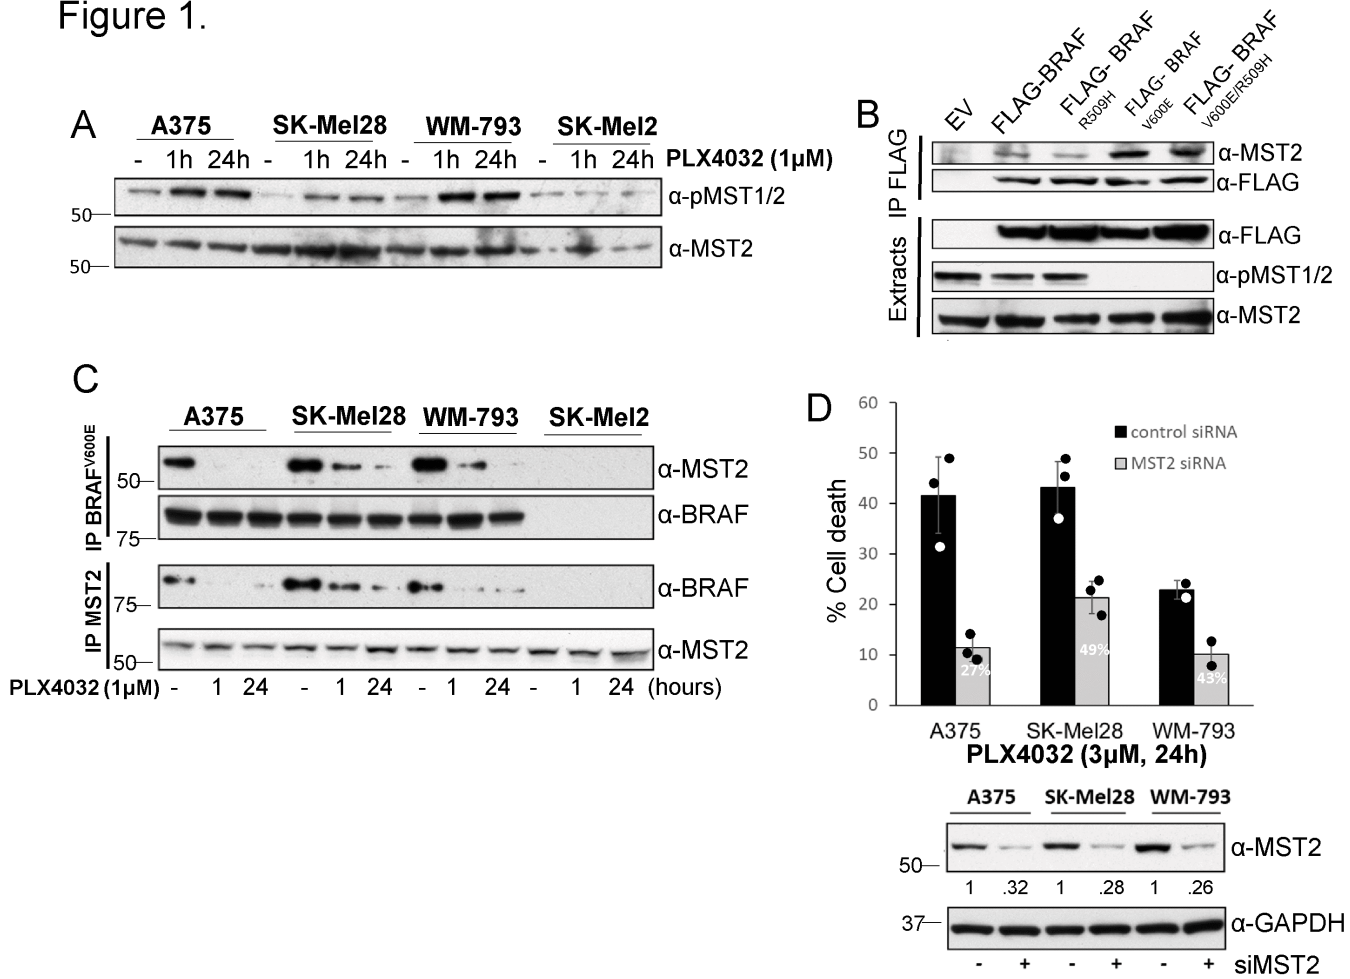 Figure 1.
A
A375 SK-Mel28 WM-793 SK-Mel2
- 1h 24h - 1h 24h - 1h 24h - 1h 24h PLX4032 (1µM)
α-pMST1/2
50
α-MST2
50
B
EV FLAG-BRAF FLAG- BRAF R509H FLAG- BRAF V600E FLAG- BRAF V600E/R509H
IP FLAG
α-MST2
α-FLAG
Extracts
α-FLAG
α-pMST1/2
α-MST2
C
A375 SK-Mel28 WM-793 SK-Mel2
IP BRAFV600E
α-MST2
50
α-BRAF
75
IP MST2
α-BRAF
75
α-MST2
50
PLX4032 (1µM) - 1 24 - 1 24 - 1 24 - 1 24 (hours)
D
% Cell death
60
50
40
30
20
10
0
control siRNA
MST2 siRNA
27% 49% 43%
A375 SK-Mel28 WM-793
PLX4032 (3µM, 24h)
A375 SK-Mel28 WM-793
α-MST2
50
1 .32 1 .28 1 .26
37
α-GAPDH
- + - + - + siMST2